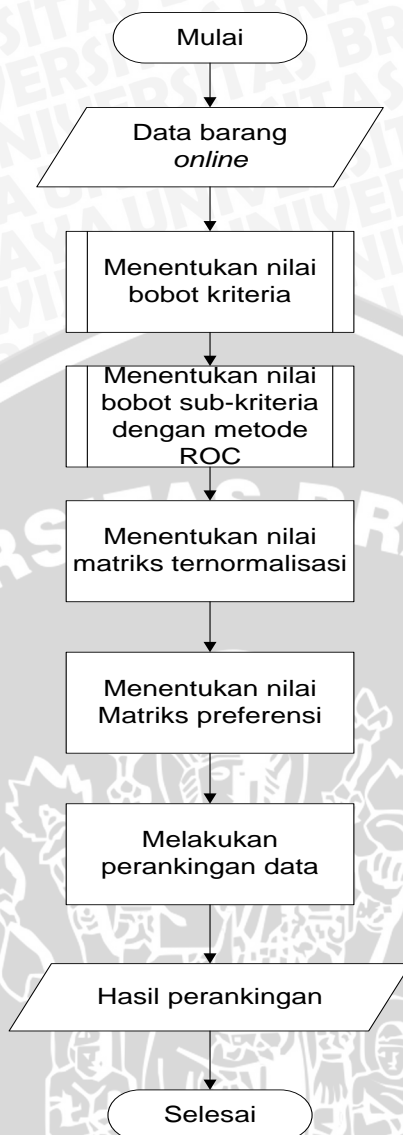 Mulai
Data barang
online
Menentukan nilai
bobot kriteria
Menentukan nilai
bobot sub-kriteria
dengan metode
ROC
Menentukan nilai
matriks ternormalisasi
Menentukan nilai
Matriks preferensi
Melakukan
perankingan data
Hasil perankingan
Selesai